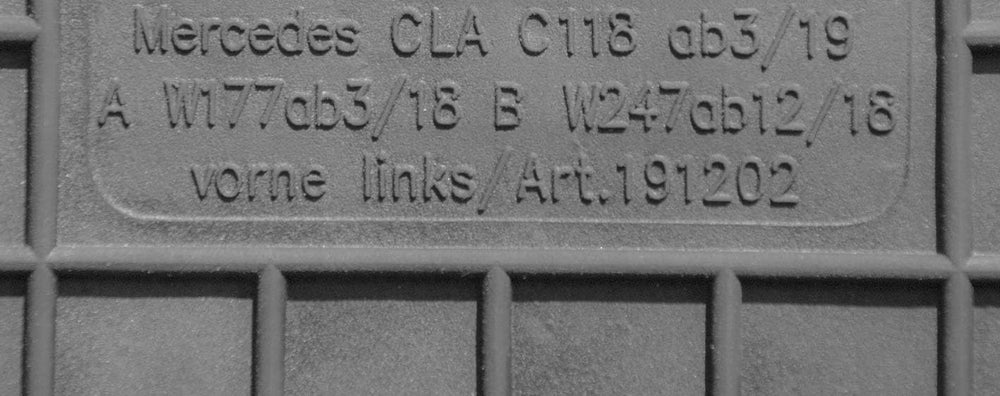 Mercedes CLA C118 ab3/19
A W177ab3/18 B W247ab12/18
vorne links/Art.191202